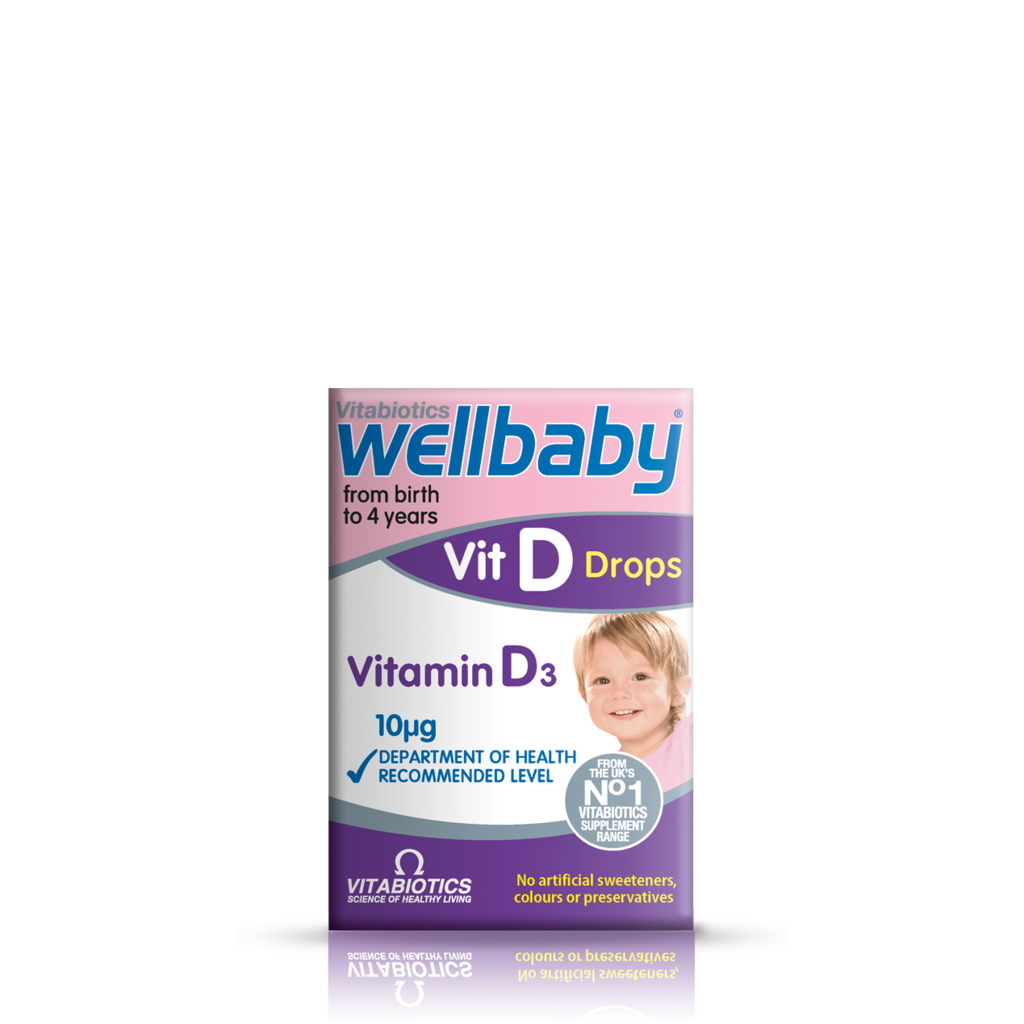 Vitabiotics
wellbaby®
from birth
to 4 years
Vit D Drops
Vitamin D3
10µg
DEPARTMENT OF HEALTH
RECOMMENDED LEVEL
FROM
THE UK'S
Nº1
VITABIOTICS
SUPPLEMENT
RANGE
VITABIOTICS
SCIENCE OF HEALTHY LIVING
No artificial sweeteners,
colours or preservatives